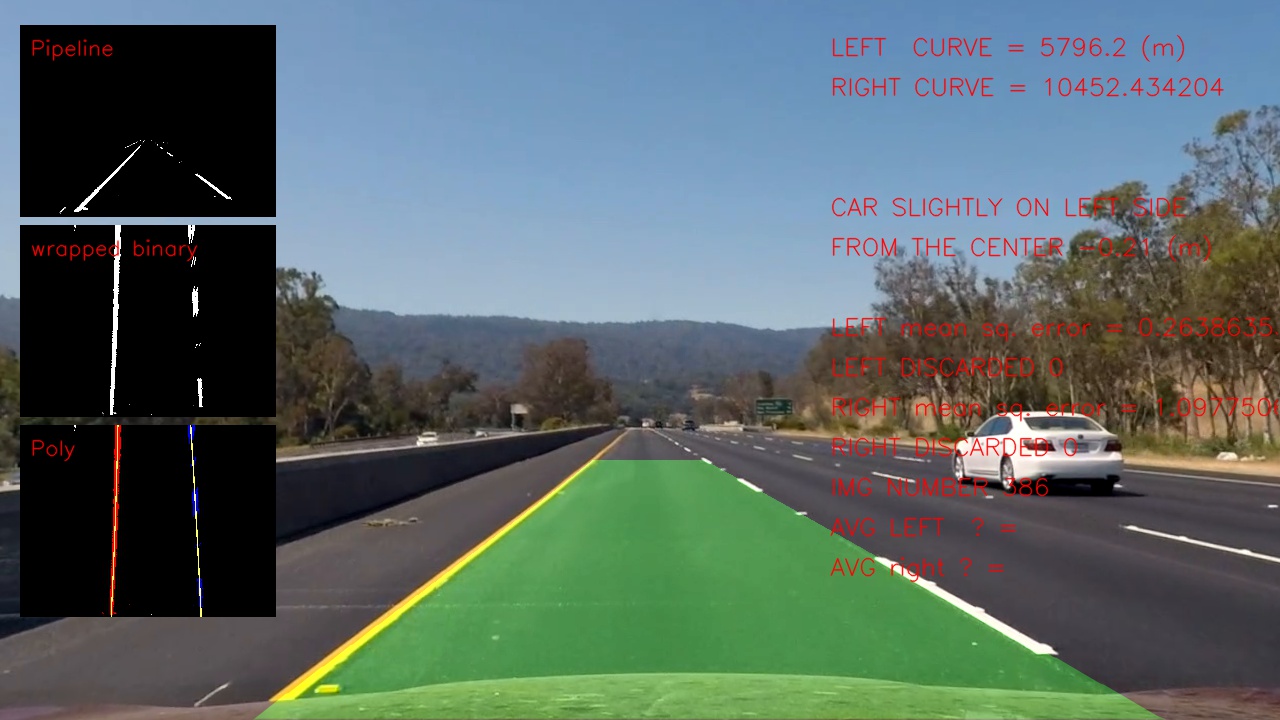 Pipeline
wrapped binary
Poly
LEFT CURVE = 5796.2 (m)
RIGHT CURVE = 10452.434204
CAR SLIGHTLY ON LEFT SIDE
FROM THE CENTER -0.21 (m)
LEFT mean sq. error = 0.2638635
LEFT DISCARDED 0
RIGHT mean sq. error = 1.097750
RIGHT DISCARDED 0
IMG NUMBER 386
AVG LEFT ? =
AVG right ? =